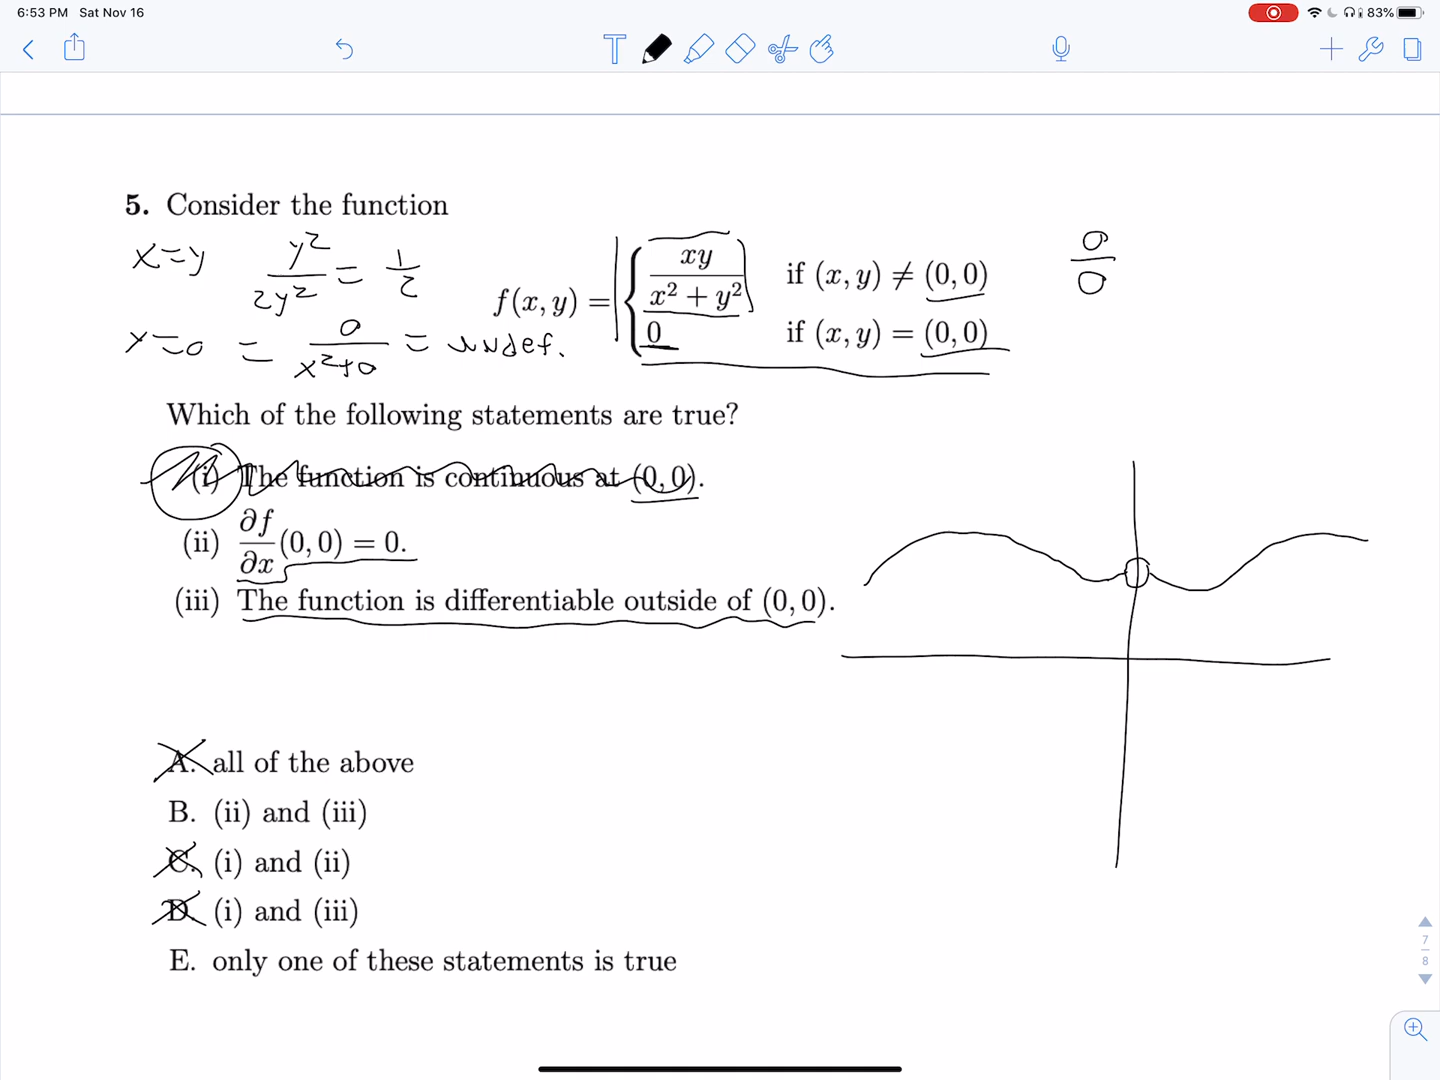 6:53 PM Sat Nov 16
83%
T
5. Consider the function
x=y y²/2y² = 1/2
f(x, y) = { xy/(x² + y²) if (x, y) ≠ (0, 0)
0 if (x, y) = (0, 0)
0/0
y=0 = 0/(x²+0) = undef.
Which of the following statements are true?
(i) The function is continuous at (0, 0).
(ii) ∂f/∂x (0, 0) = 0.
(iii) The function is differentiable outside of (0, 0).
A. all of the above
B. (ii) and (iii)
C. (i) and (ii)
D. (i) and (iii)
E. only one of these statements is true
7
8